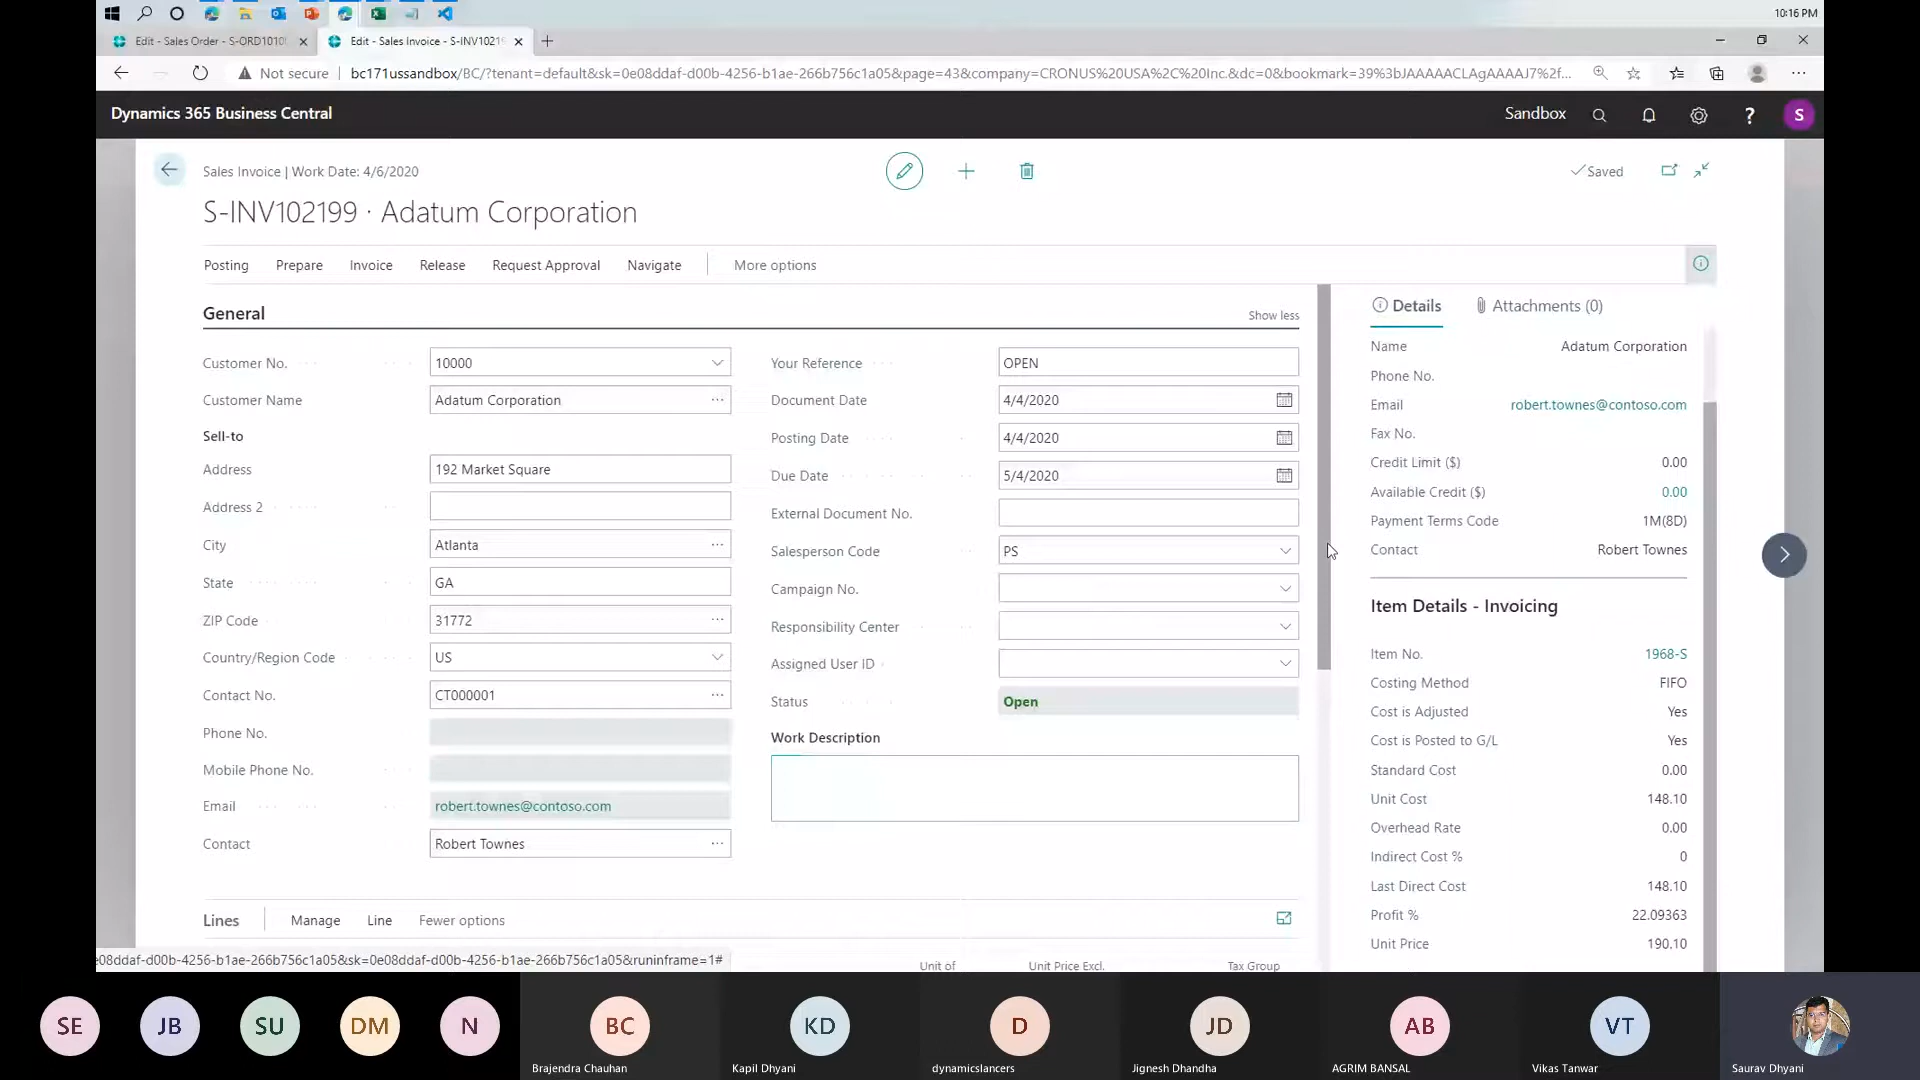 10:16 PM
Edit - Sales Order - S-ORD1010
Edit - Sales Invoice - S-INV10219
Not secure
bc171ussandbox/BC/?tenant=default&sk=0e08ddaf-d00b-4256-b1ae-266b756c1a05&page=43&company=CRONUS%20USA%2C%20Inc.&dc=0&bookmark=39%3bJAAAAACLAgAAAAJ7%2f...
Dynamics 365 Business Central
Sandbox
?
S
Sales Invoice | Work Date: 4/6/2020
Saved
S-INV102199 · Adatum Corporation
Posting Prepare Invoice Release Request Approval Navigate More options
General
Show less
Customer No. 10000
Customer Name Adatum Corporation
Sell-to
Address 192 Market Square
Address 2
City Atlanta
State GA
ZIP Code 31772
Country/Region Code US
Contact No. CT000001
Phone No.
Mobile Phone No.
Email robert.townes@contoso.com
Contact Robert Townes
Your Reference OPEN
Document Date 4/4/2020
Posting Date 4/4/2020
Due Date 5/4/2020
External Document No.
Salesperson Code PS
Campaign No.
Responsibility Center
Assigned User ID
Status Open
Work Description
Details Attachments (0)
Name Adatum Corporation
Phone No.
Email robert.townes@contoso.com
Fax No.
Credit Limit ($) 0.00
Available Credit ($) 0.00
Payment Terms Code 1M(8D)
Contact Robert Townes
Item Details - Invoicing
Item No. 1968-S
Costing Method FIFO
Cost is Adjusted Yes
Cost is Posted to G/L Yes
Standard Cost 0.00
Unit Cost 148.10
Overhead Rate 0.00
Indirect Cost % 0
Last Direct Cost 148.10
Profit % 22.09363
Unit Price 190.10
Lines Manage Line Fewer options
e08ddaf-d00b-4256-b1ae-266b756c1a05&sk=0e08ddaf-d00b-4256-b1ae-266b756c1a05&runinframe=1#
Unit of Unit Price Excl. Tax Group
SE JB SU DM N BC KD D JD AB VT
Brajendra Chauhan Kapil Dhyani dynamicslancers Jignesh Dhandha AGRIM BANSAL Vikas Tanwar Saurav Dhyani